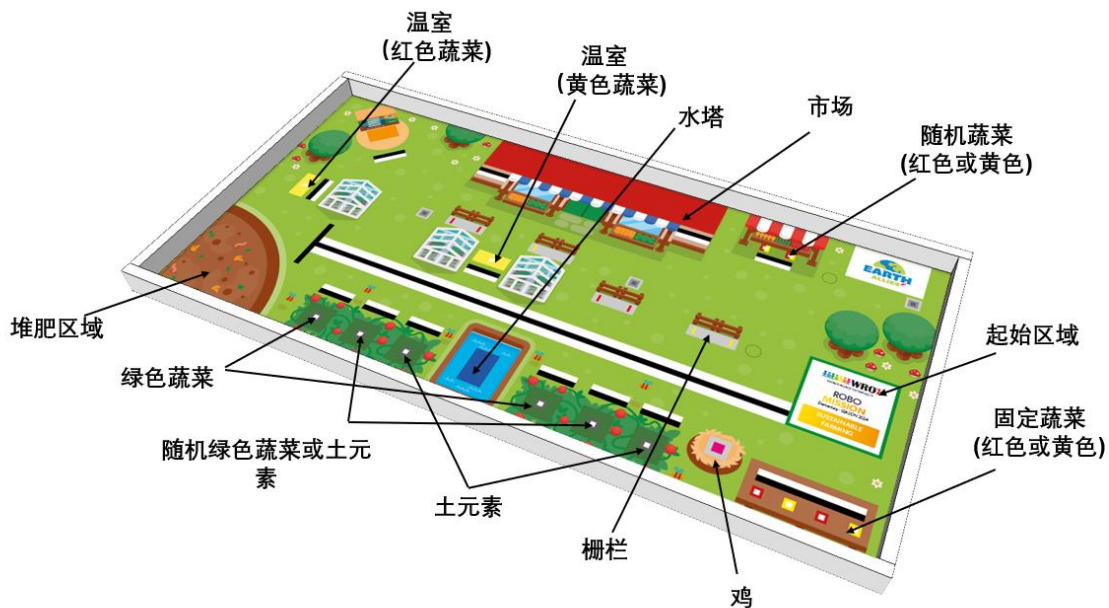 温室
(红色蔬菜)
温室
(黄色蔬菜)
水塔
市场
随机蔬菜
(红色或黄色)
EARTH
ALLIES
堆肥区域
起始区域
WRO
ROBO
MISSION
SUSTAINABLE
FARMING
绿色蔬菜
固定蔬菜
(红色或黄色)
随机绿色蔬菜或土元
素
土元素
栅栏
鸡